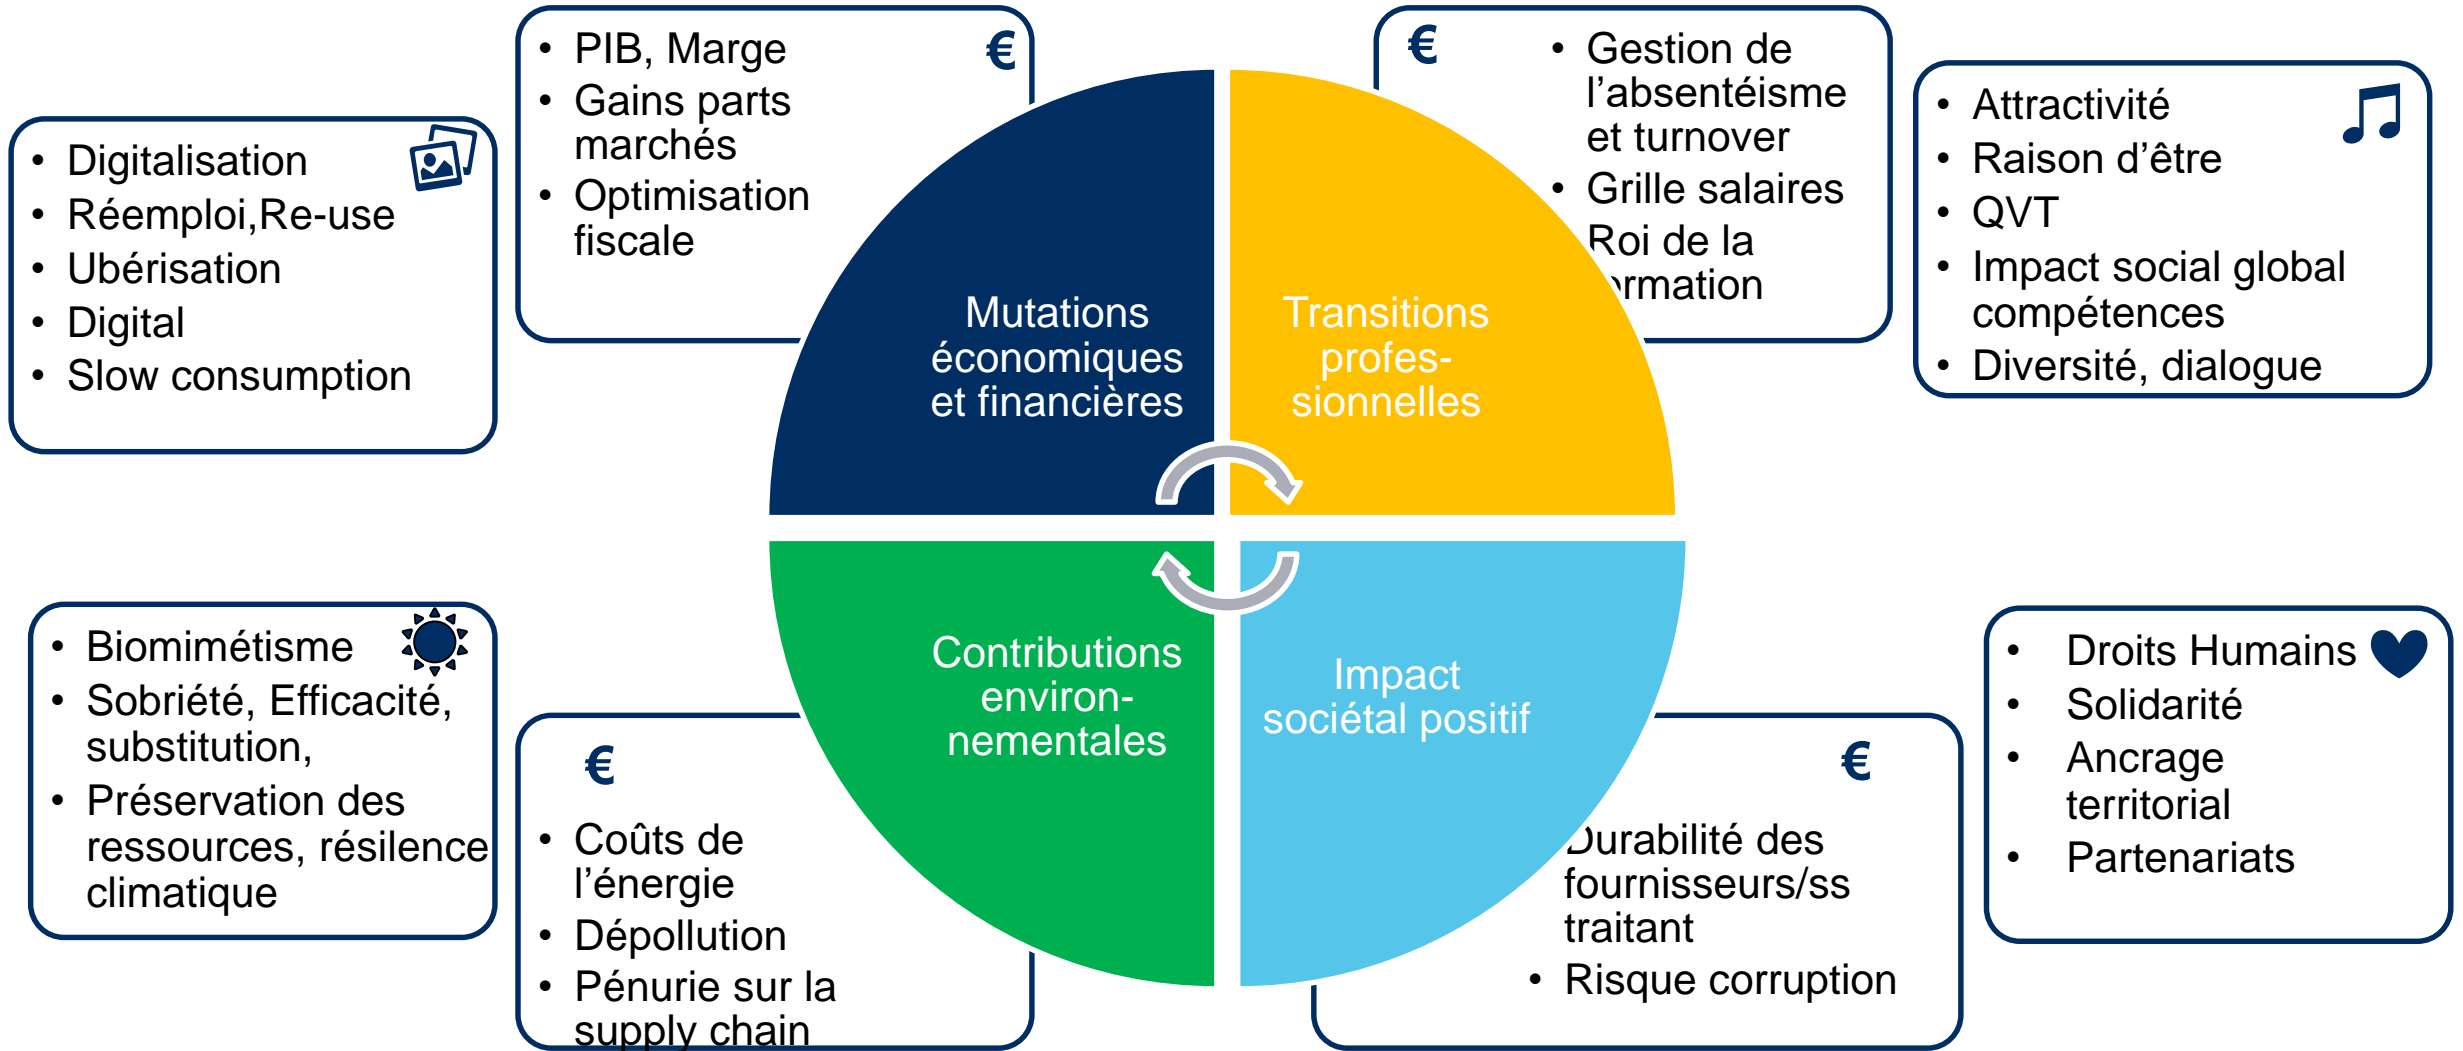 • Digitalisation
• Réemploi,Re-use
• Ubérisation
• Digital
• Slow consumption
€
• PIB, Marge
• Gains parts
marchés
• Optimisation
fiscale
€
• Gestion de
l’absentéisme
et turnover
• Grille salaires
Roi de la
ormation
• Attractivité
• Raison d’être
• QVT
• Impact social global
compétences
• Diversité, dialogue
Mutations
économiques
et financières
Transitions
profes-
sionnelles
Contributions
environ-
nementales
Impact
sociétal positif
• Biomimétisme
• Sobriété, Efficacité,
substitution,
• Préservation des
ressources, résilence
climatique
€
• Coûts de
l’énergie
• Dépollution
• Pénurie sur la
supply chain
€
Durabilité des
fournisseurs/ss
traitant
• Risque corruption
• Droits Humains
• Solidarité
• Ancrage
territorial
• Partenariats